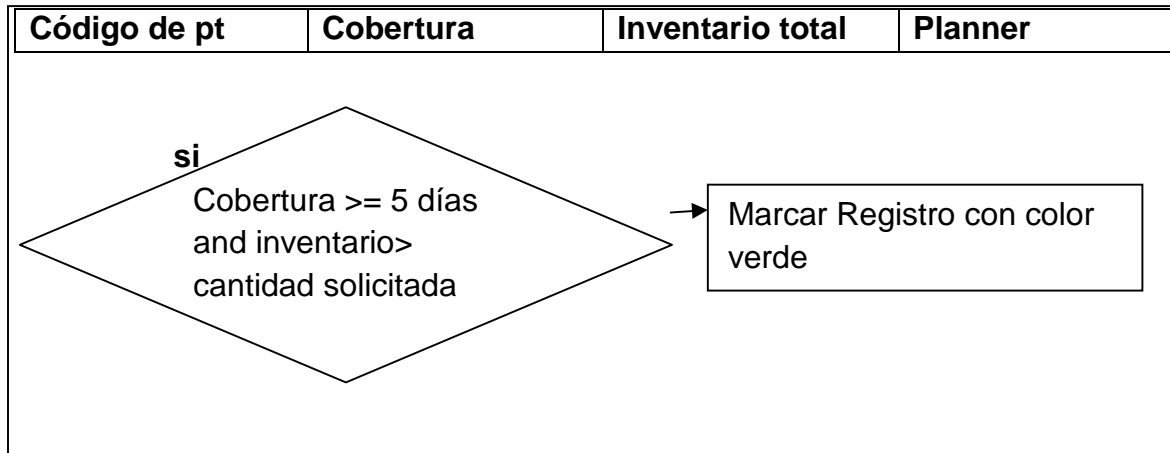 Código de pt Cobertura Inventario total Planner
si
Cobertura >= 5 días
and inventario>
cantidad solicitada
Marcar Registro con color
verde